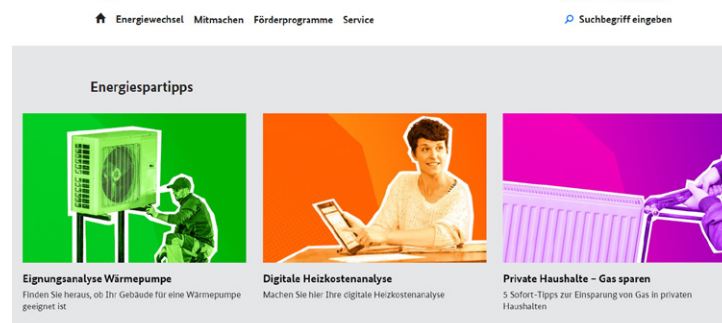 Energiewechsel Mitmachen Förderprogramme Service
Suchbegriff eingeben
Energiespartipps
Eignungsanalyse Wärmepumpe
Finden Sie heraus, ob Ihr Gebäude für eine Wärmepumpe
geeignet ist
Digitale Heizkostenanalyse
Machen Sie hier Ihre digitale Heizkostenanalyse
Private Haushalte – Gas sparen
5 Sofort-Tipps zur Einsparung von Gas in privaten
Haushalten